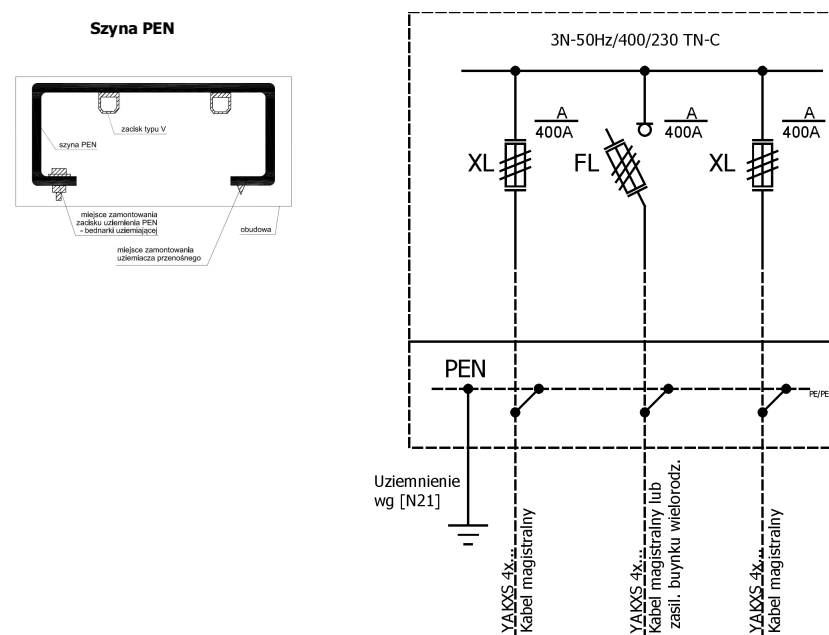 Szyna PEN
zacisk typu V
szyna PEN
miejsce zamontowania
zacisku uziemienia PEN
- bednarki uziemiającej
obudowa
miejsce zamontowania
uziemiacza przenośnego
3N-50Hz/400/230 TN-C
A
400A
A
400A
A
400A
XL
FL
XL
PEN
PE/PE
Uziemnienie
wg [N21]
YAKXS 4x...
Kabel magistralny
YAKXS 4x...
Kabel magistralny lub
zasil. buynku wielorodz.
YAKXS 4x...
Kabel magistralny